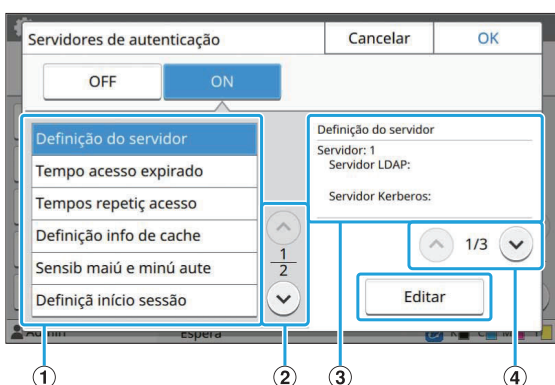 Servidores de autenticação
Cancelar
OK
OFF
ON
Definição do servidor
Tempo acesso expirado
Tempos repetiç acesso
Definição info de cache
Sensib maiú e minú aute
Definiçã início sessão
1
2
Definição do servidor
Servidor: 1
Servidor LDAP:
Servidor Kerberos:
1/3
Editar
Admin
Espera
K C M Y
1 2 3 4